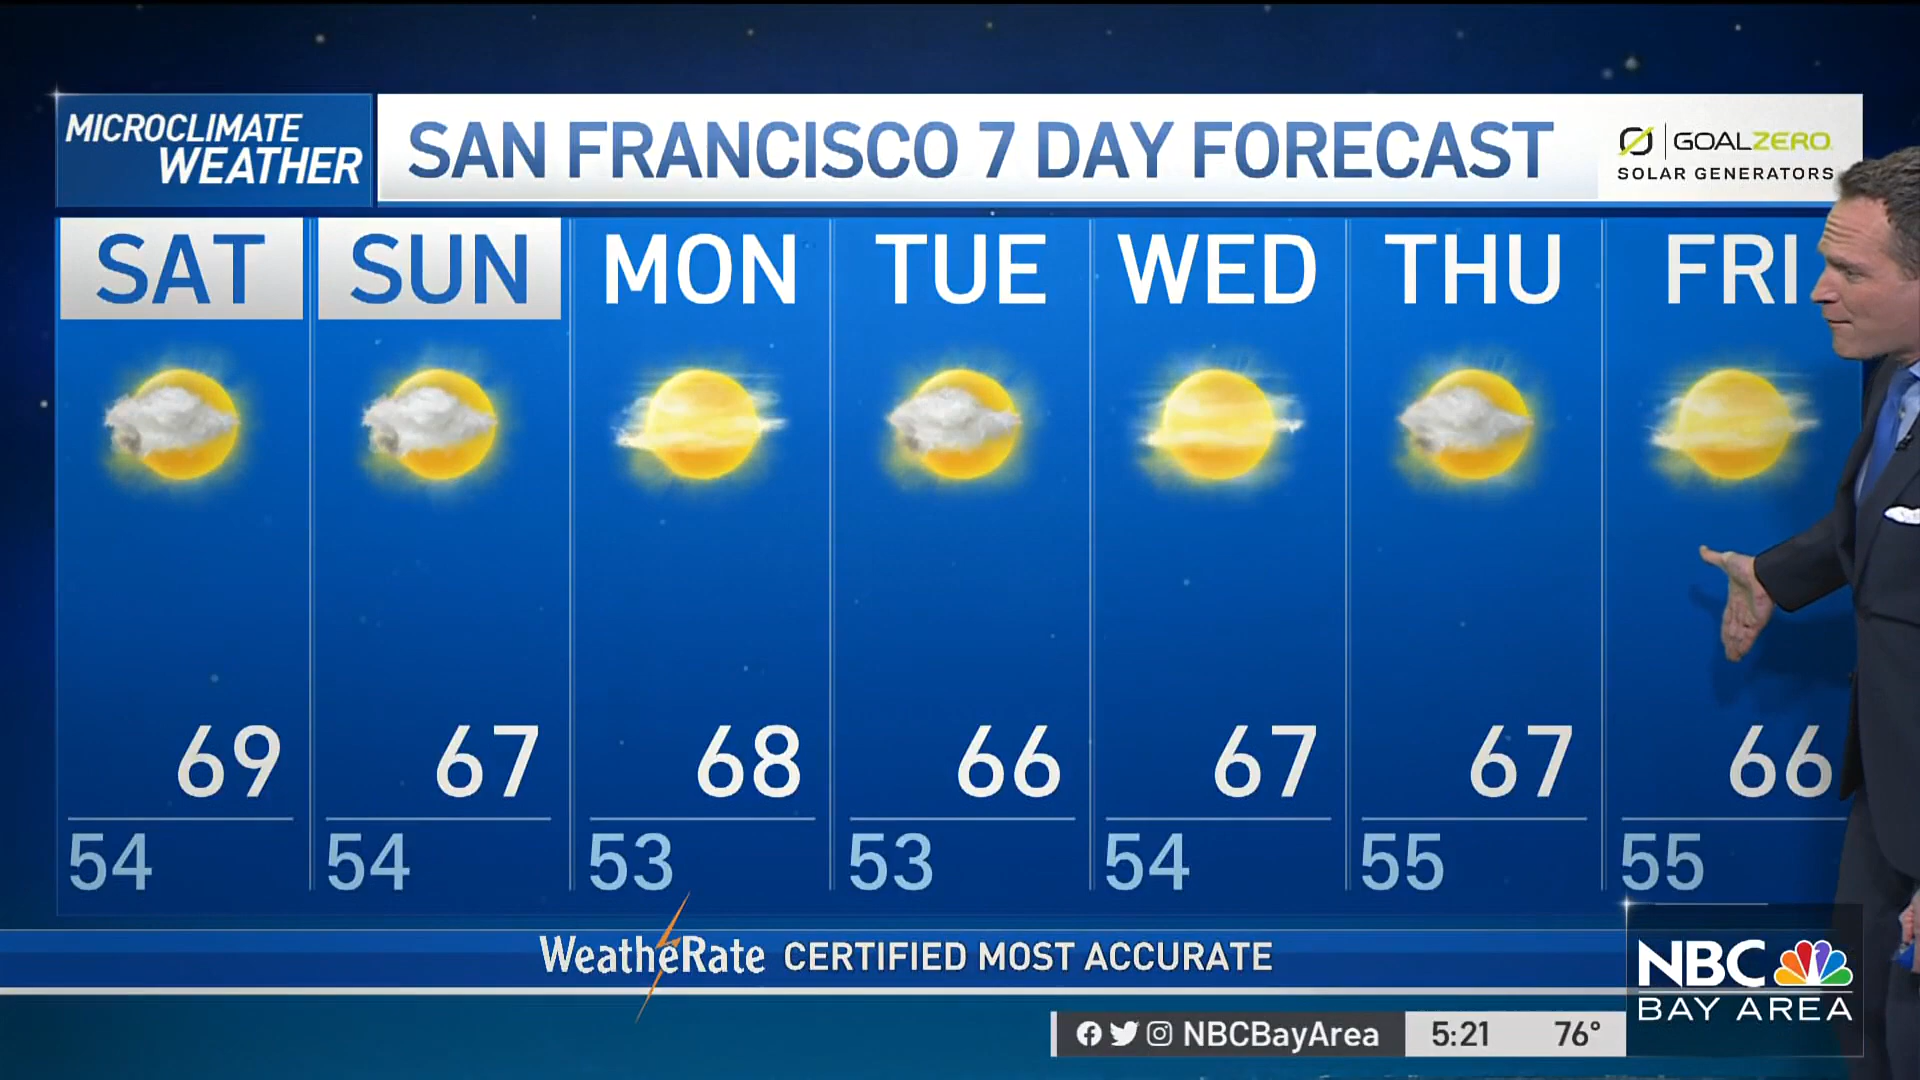 MICROCLIMATE
WEATHER
SAN FRANCISCO 7 DAY FORECAST
GOALZERO
SOLAR GENERATORS
SAT SUN MON TUE WED THU FRI
69 67 68 66 67 67 66
54 54 53 53 54 55 55
WeatheRate CERTIFIED MOST ACCURATE
NBC
BAY AREA
NBCBayArea 5:21 76°